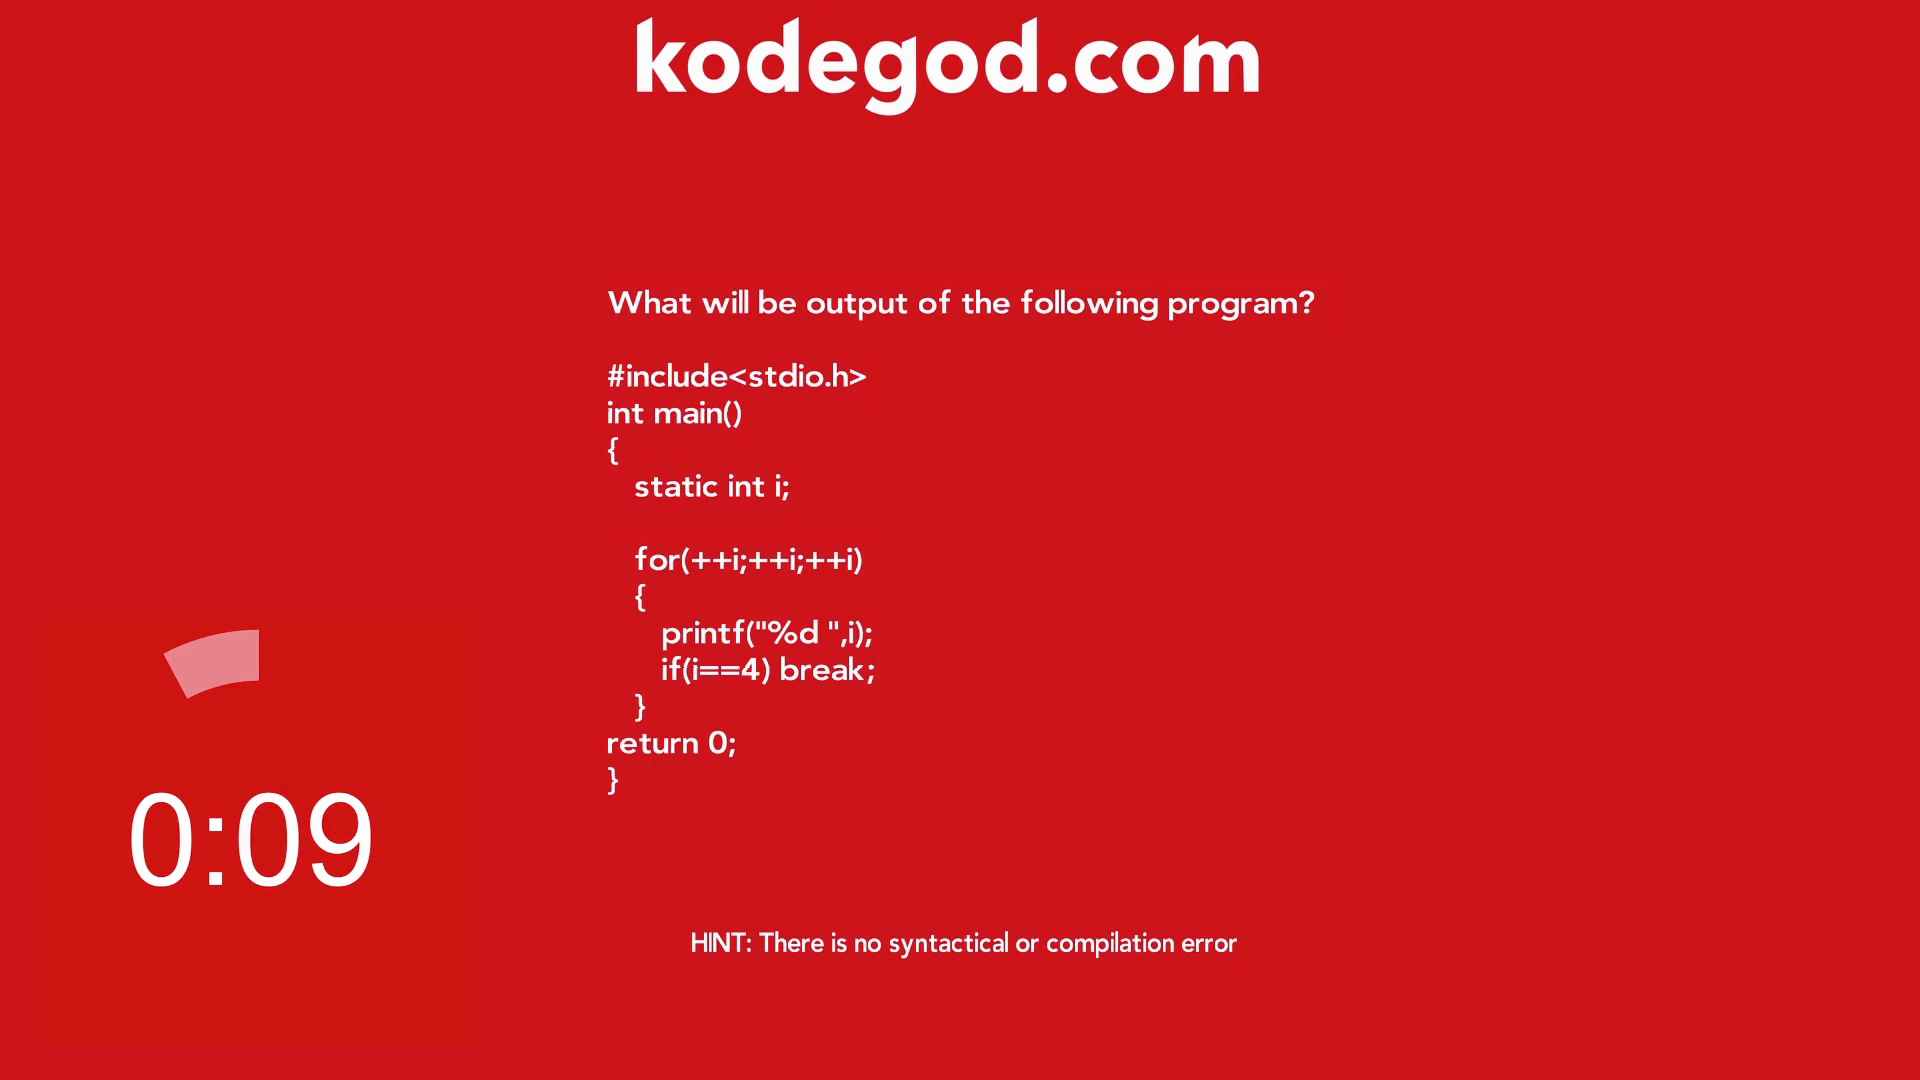 kodegod.com
What will be output of the following program?
#include<stdio.h>
int main()
{
static int i;
for(++i;++i;++i)
{
printf("%d ",i);
if(i==4) break;
}
return 0;
}
0:09
HINT: There is no syntactical or compilation error